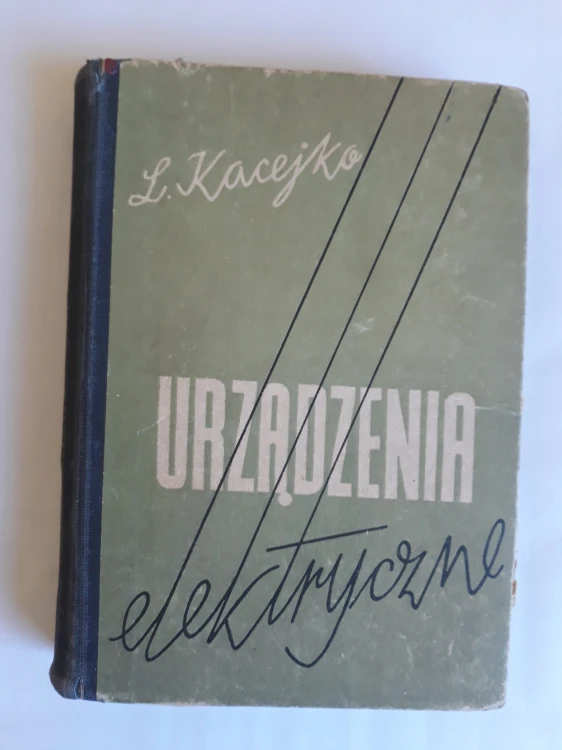 L. Kacejko
URZĄDZENIA
elektryczne